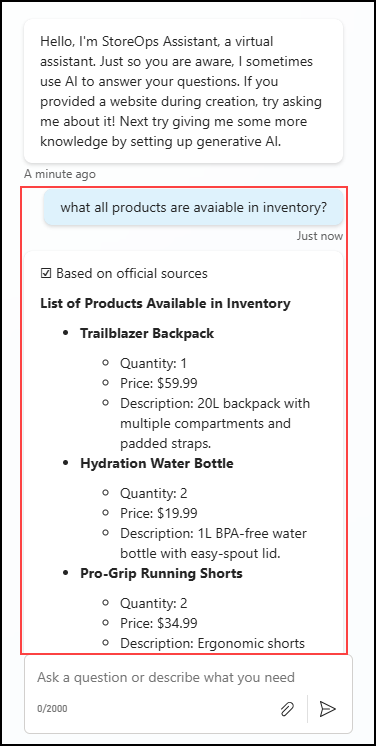 Hello, I'm StoreOps Assistant, a virtual
assistant. Just so you are aware, I sometimes
use AI to answer your questions. If you
provided a website during creation, try asking
me about it! Next try giving me some more
knowledge by setting up generative AI.
A minute ago
what all products are avaiable in inventory?
Just now
☑ Based on official sources
List of Products Available in Inventory
• Trailblazer Backpack
◦ Quantity: 1
◦ Price: $59.99
◦ Description: 20L backpack with
multiple compartments and
padded straps.
• Hydration Water Bottle
◦ Quantity: 2
◦ Price: $19.99
◦ Description: 1L BPA-free water
bottle with easy-spout lid.
• Pro-Grip Running Shorts
◦ Quantity: 2
◦ Price: $34.99
◦ Description: Ergonomic shorts
Ask a question or describe what you need
0/2000